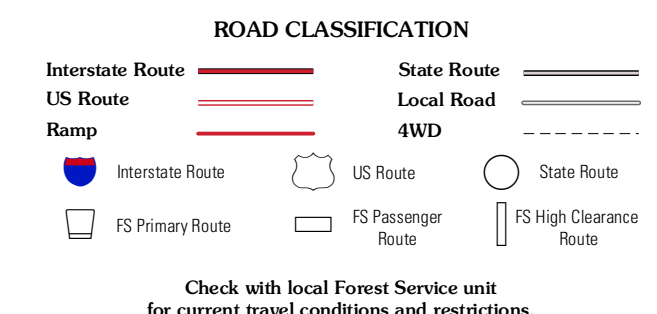 ROAD CLASSIFICATION
Interstate Route
State Route
US Route
Local Road
Ramp
4WD
Interstate Route
US Route
State Route
FS Primary Route
FS Passenger
Route
FS High Clearance
Route
Check with local Forest Service unit
for current travel conditions and restrictions.